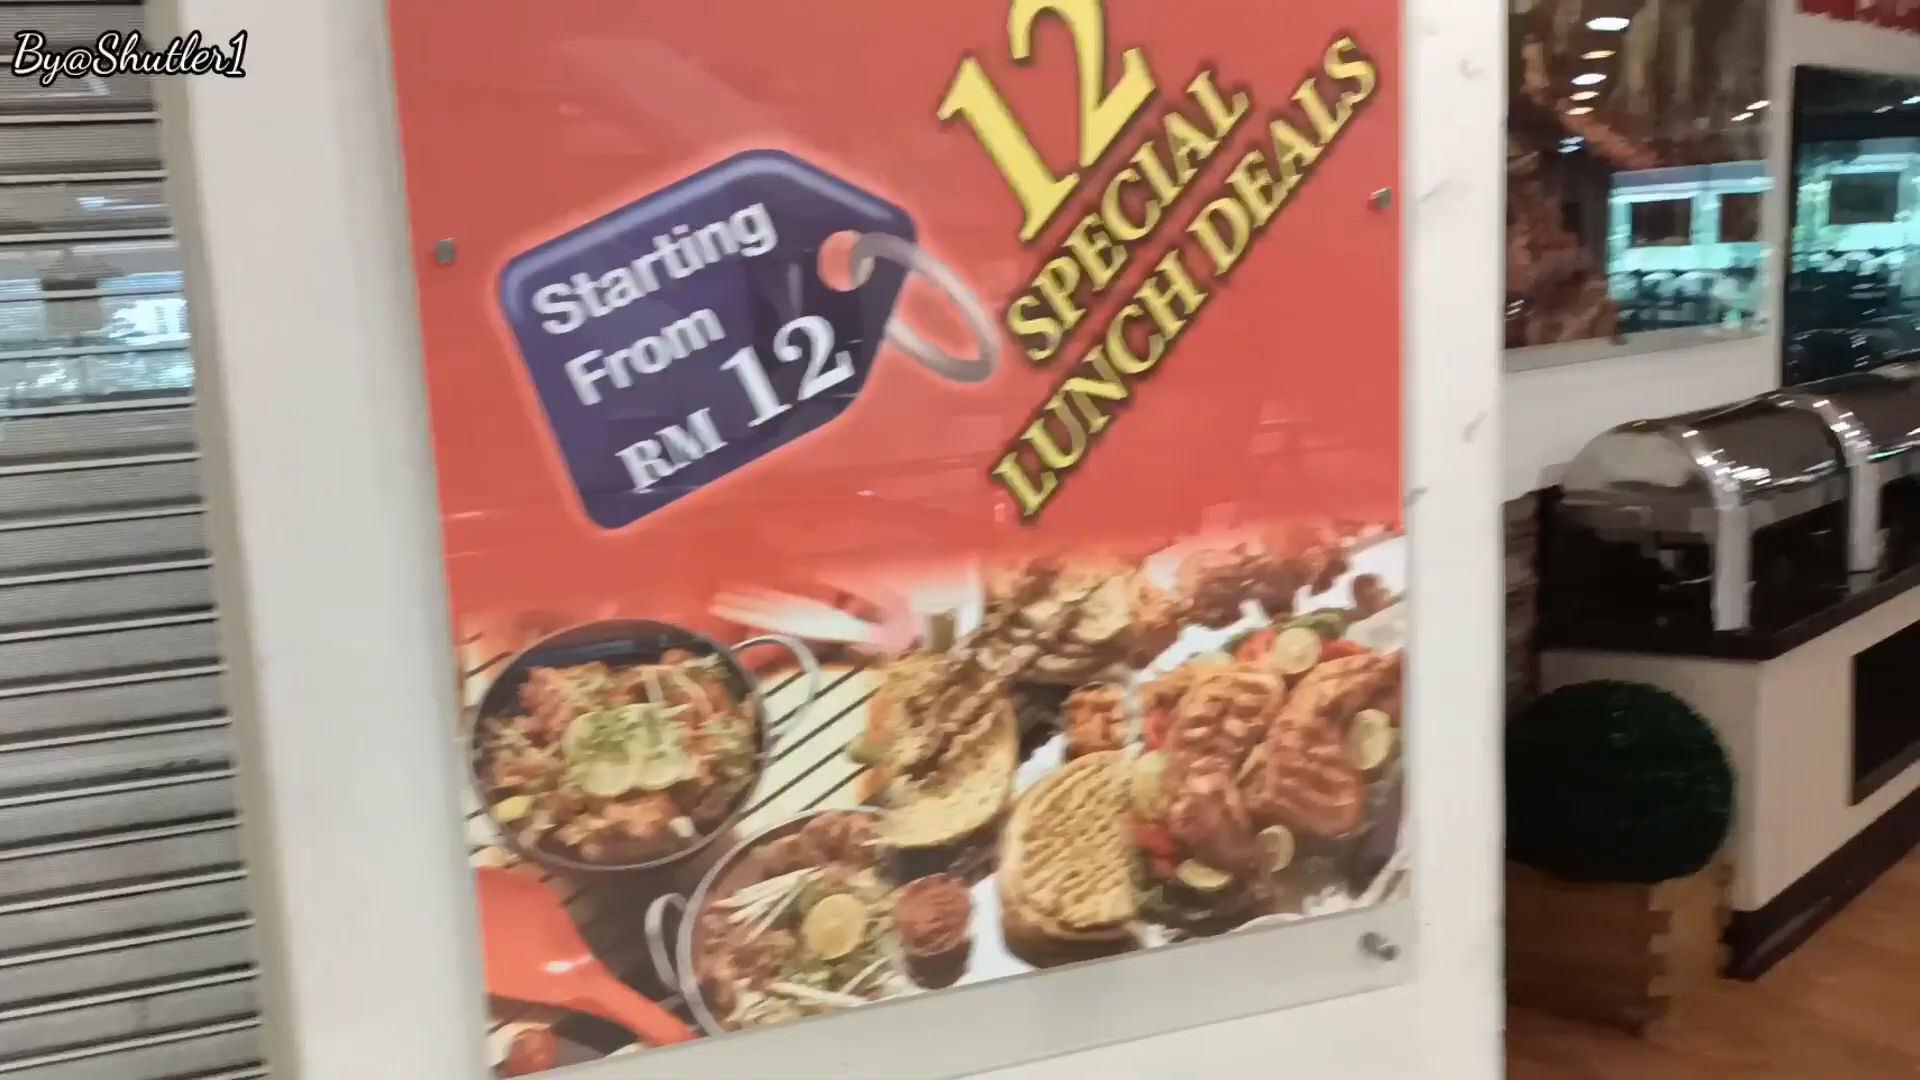 By@Shutler1
12
SPECIAL
LUNCH DEALS
Starting
From
RM 12